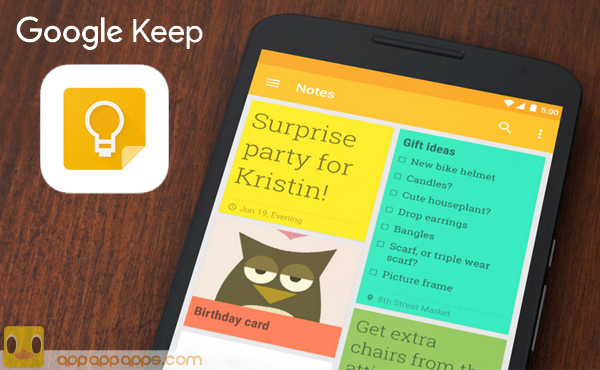 Google Keep
5:00
Notes
Surprise
party for
Kristin!
Jun 19, Evening
Gift ideas
New bike helmet
Candles?
Cute houseplant?
Drop earrings
Bangles
Scarf, or triple wear
scarf?
Picture frame
8th Street Market
Birthday card
Get extra
chairs from the
appappapps.com